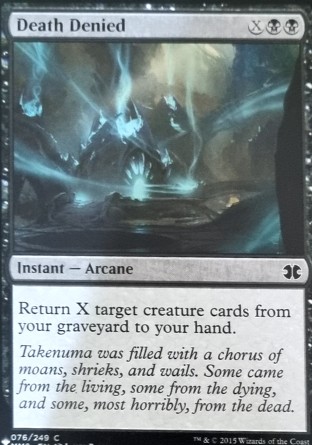 Death Denied X
Instant — Arcane
Return X target creature cards from
your graveyard to your hand.
Takenuma was filled with a chorus of
moans, shrieks, and wails. Some came
from the living, some from the dying,
and some, most horribly, from the dead.
076/249 C
™ & © 2015 Wizards of the Coast